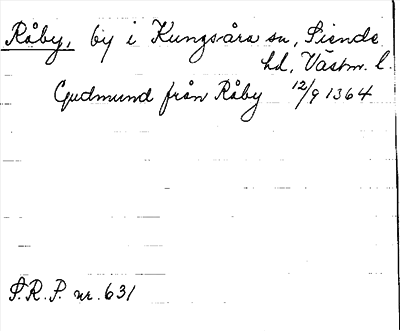 Råby, by i Kungsåra sn, Siende
hd, Västm. l.
Gudmund från Råby 12/9 1364
S.R.P. nr. 631